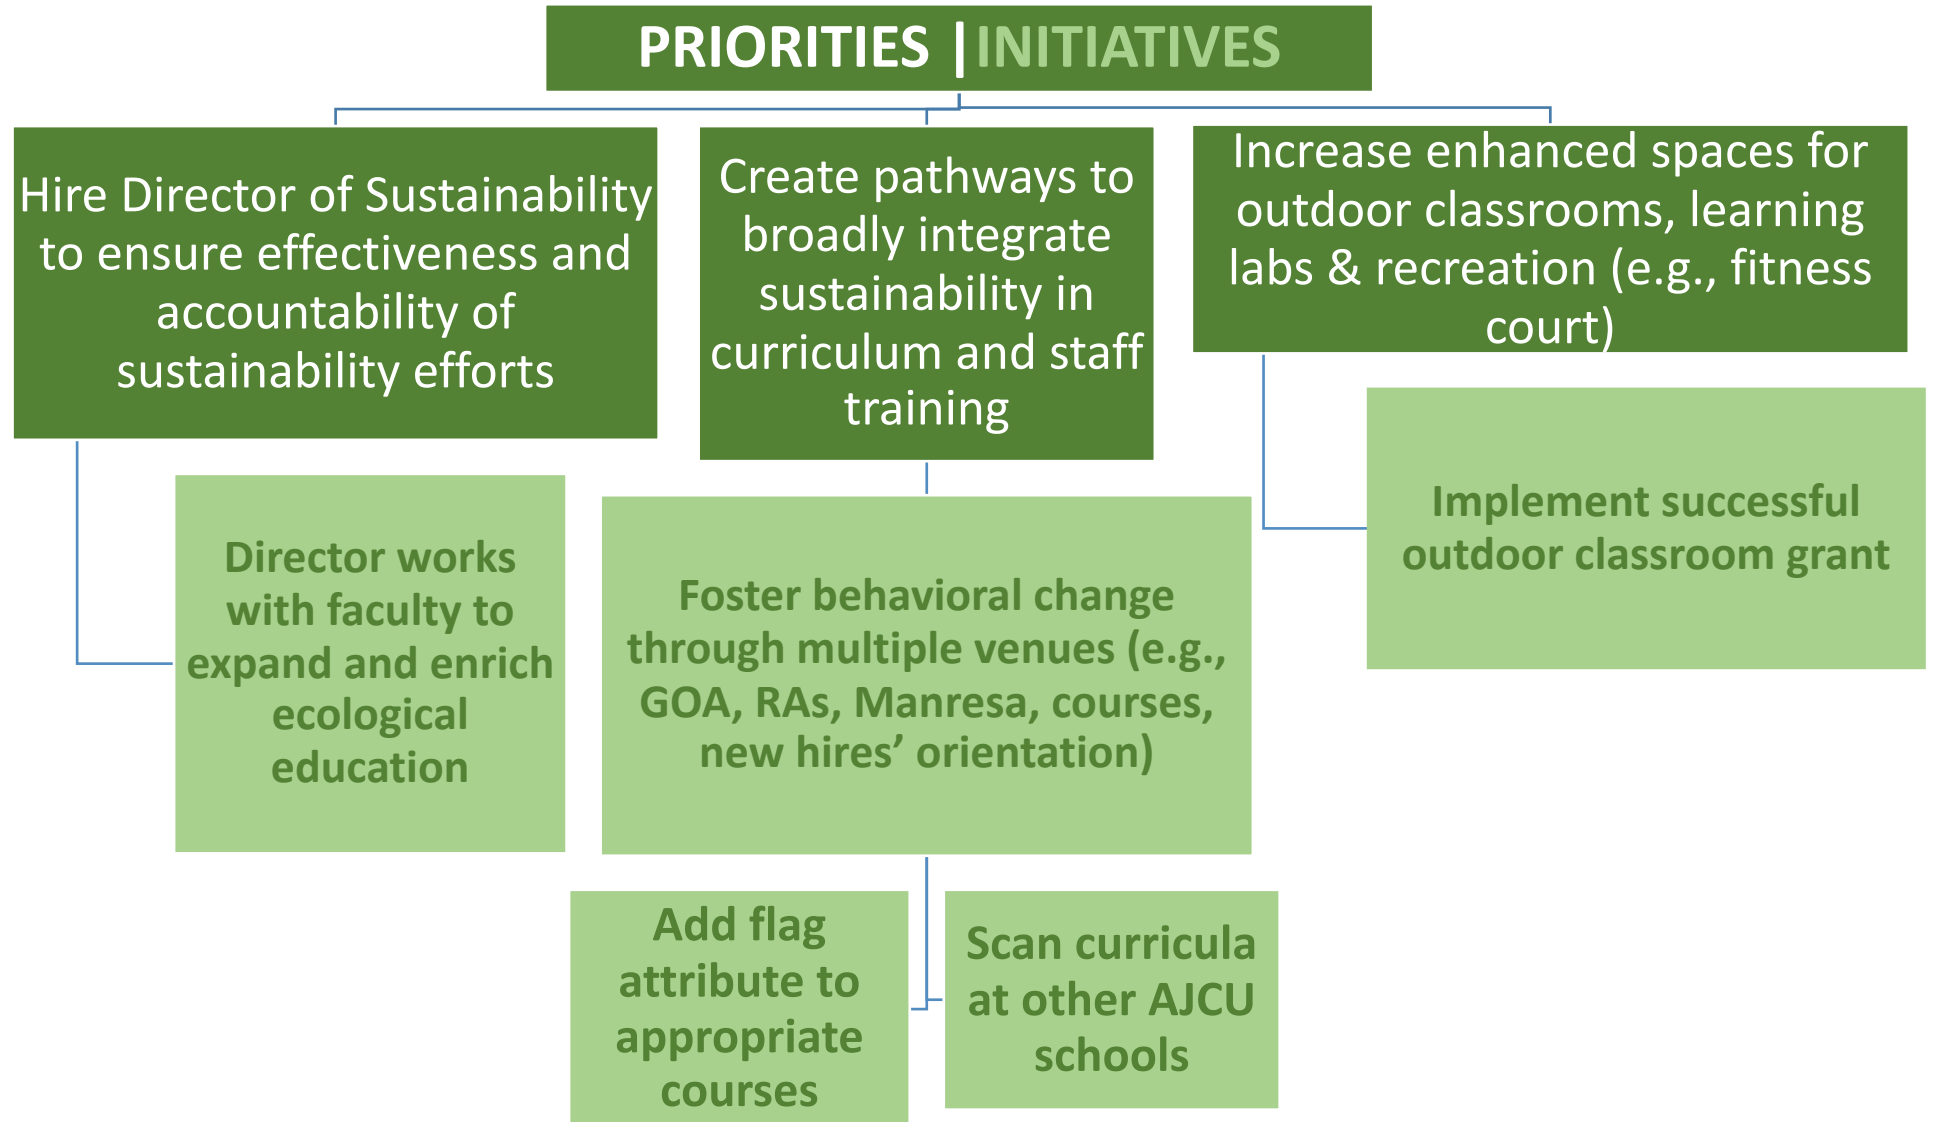 PRIORITIES | INITIATIVES
Hire Director of Sustainability
to ensure effectiveness and
accountability of
sustainability efforts
Create pathways to
broadly integrate
sustainability in
curriculum and staff
training
Increase enhanced spaces for
outdoor classrooms, learning
labs & recreation (e.g., fitness
court)
Director works
with faculty to
expand and enrich
ecological
education
Foster behavioral change
through multiple venues (e.g.,
GOA, RAs, Manresa, courses,
new hires’ orientation)
Implement successful
outdoor classroom grant
Add flag
attribute to
appropriate
courses
Scan curricula
at other AJCU
schools